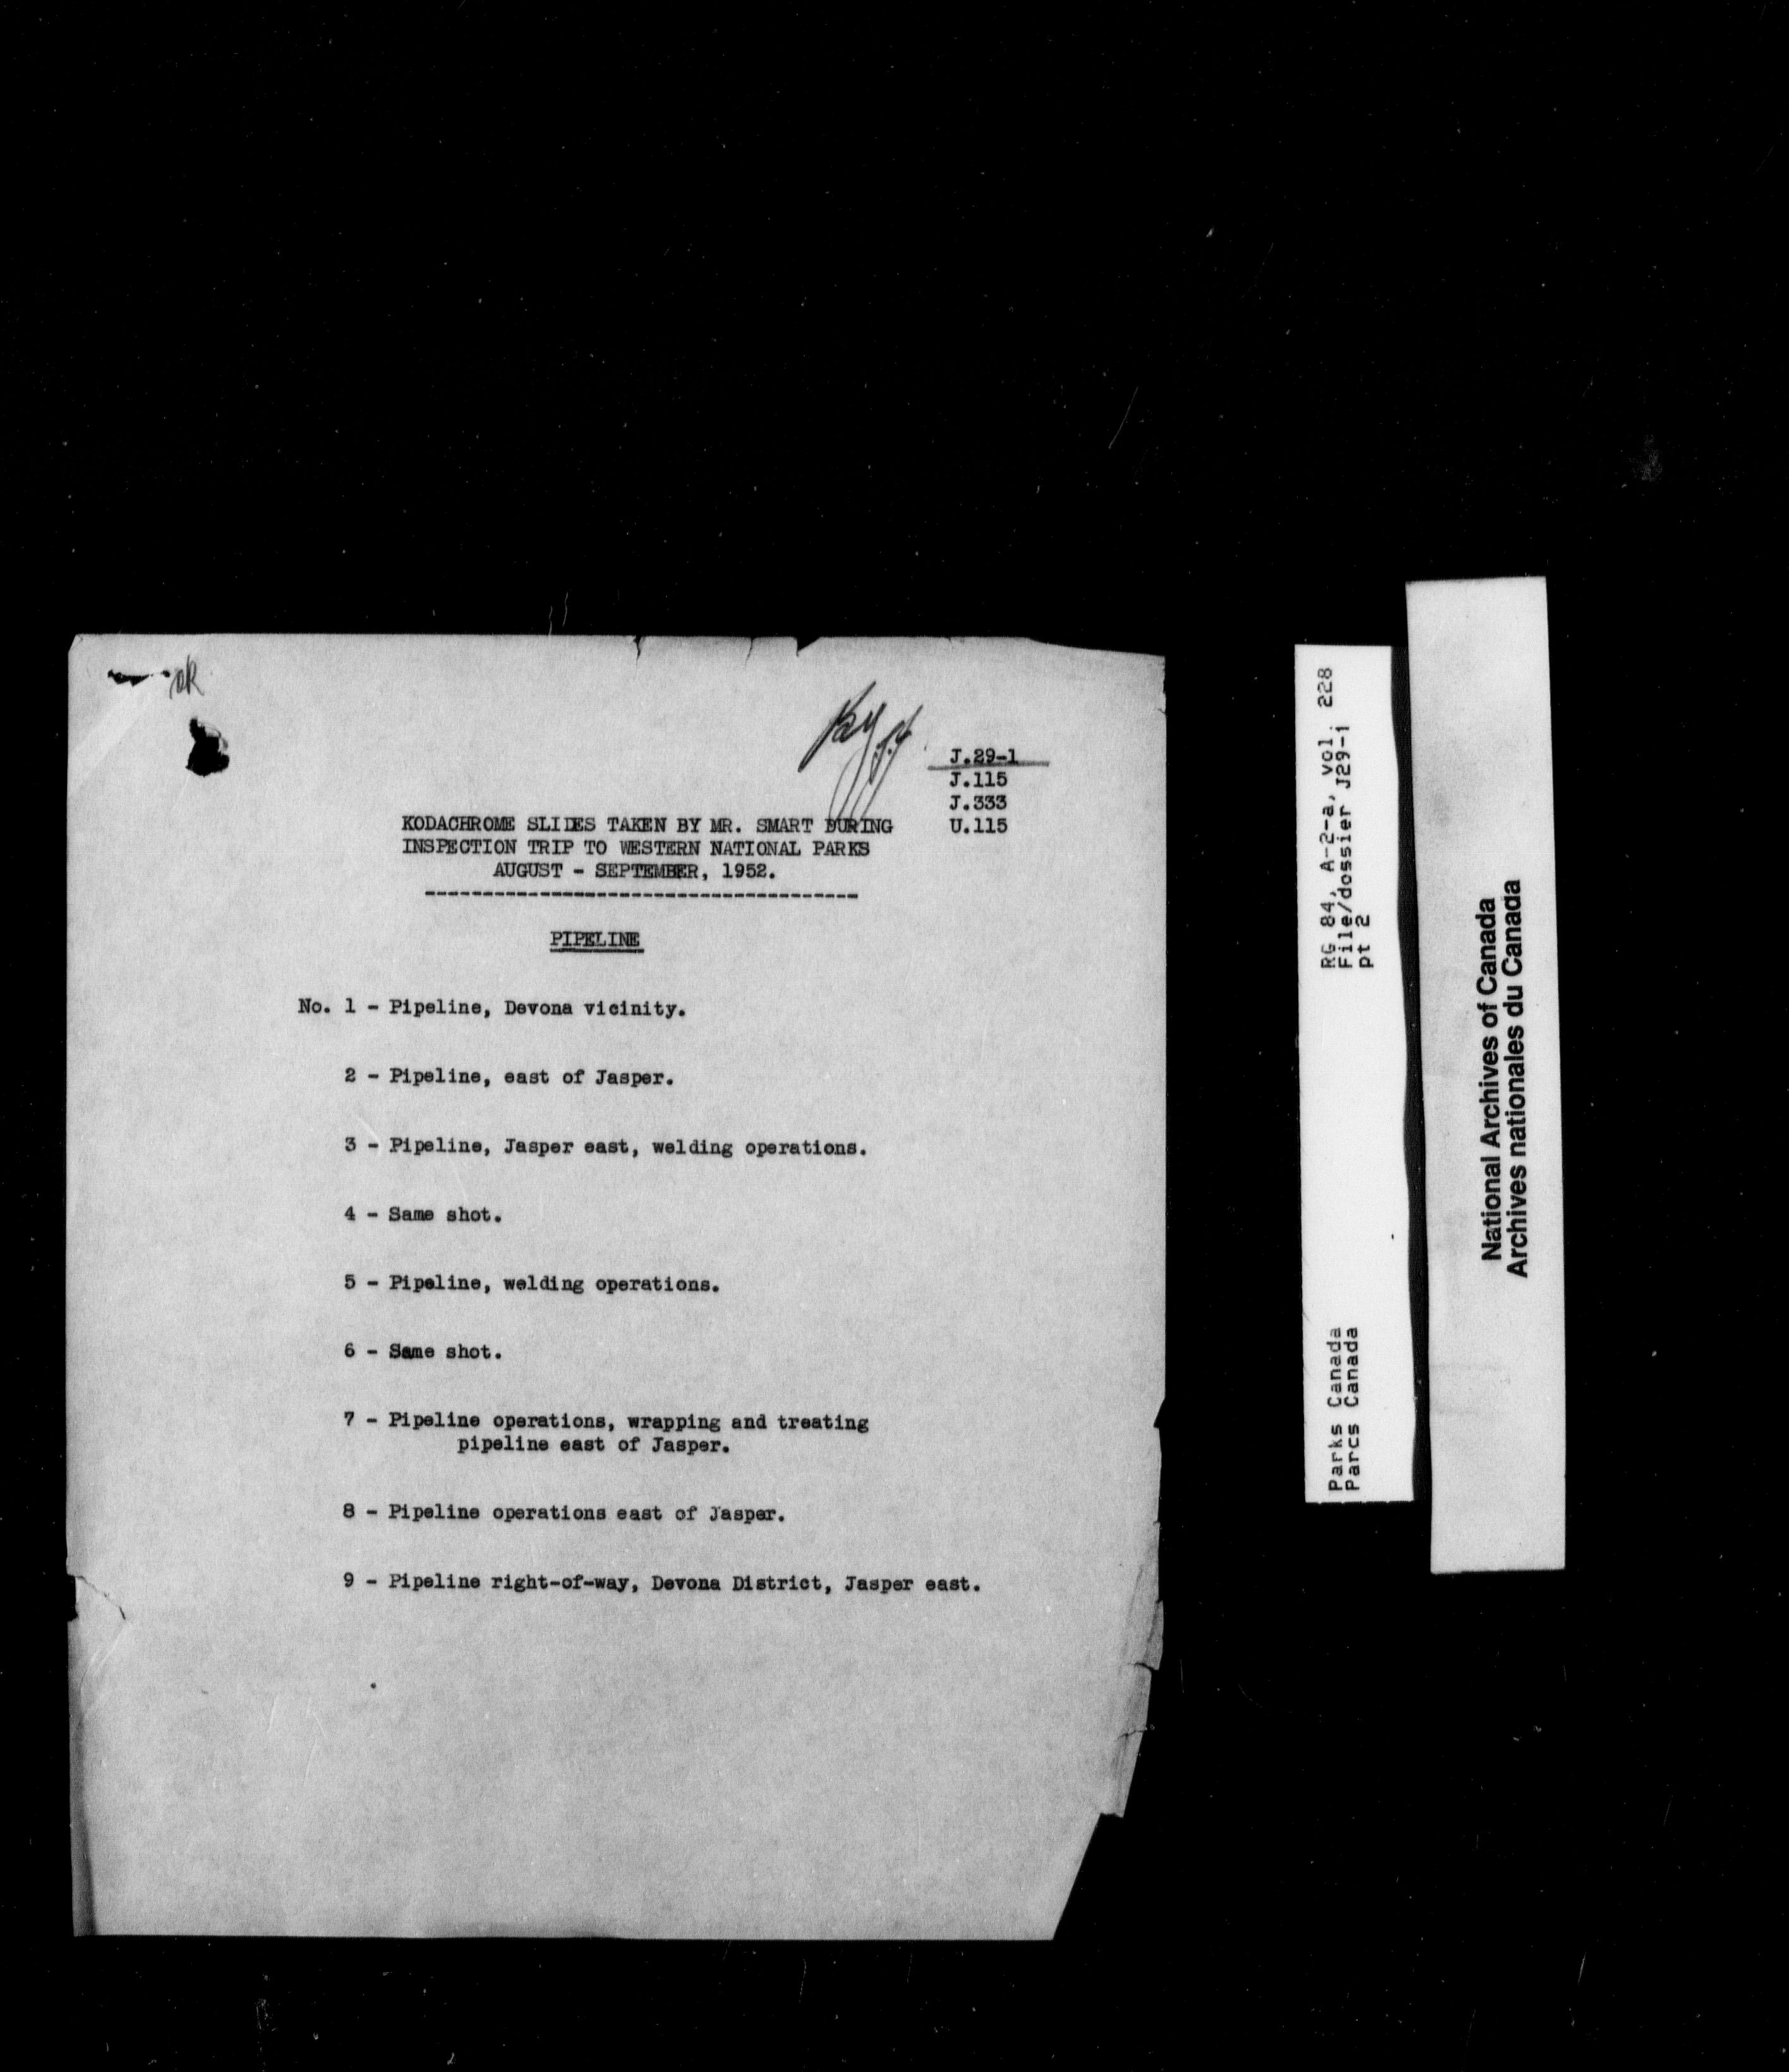 OK
J.29-1
J.115
J.333
U.115
KODACHROME SLIDES TAKEN BY MR. SMART DURING
INSPECTION TRIP TO WESTERN NATIONAL PARKS
AUGUST - SEPTEMBER, 1952.
PIPELINE
No. 1 - Pipeline, Devona vicinity.
2 - Pipeline, east of Jasper.
3 - Pipeline, Jasper east, welding operations.
4 - Same shot.
5 - Pipeline, welding operations.
6 - Same shot.
7 - Pipeline operations, wrapping and treating
pipeline east of Jasper.
8 - Pipeline operations east of Jasper.
9 - Pipeline right-of-way, Devona District, Jasper east.
Parks Canada
Parcs Canada
RG 84, A-2-a, vol. 228
File/dossier J29-1
pt 2
National Archives of Canada
Archives nationales du Canada